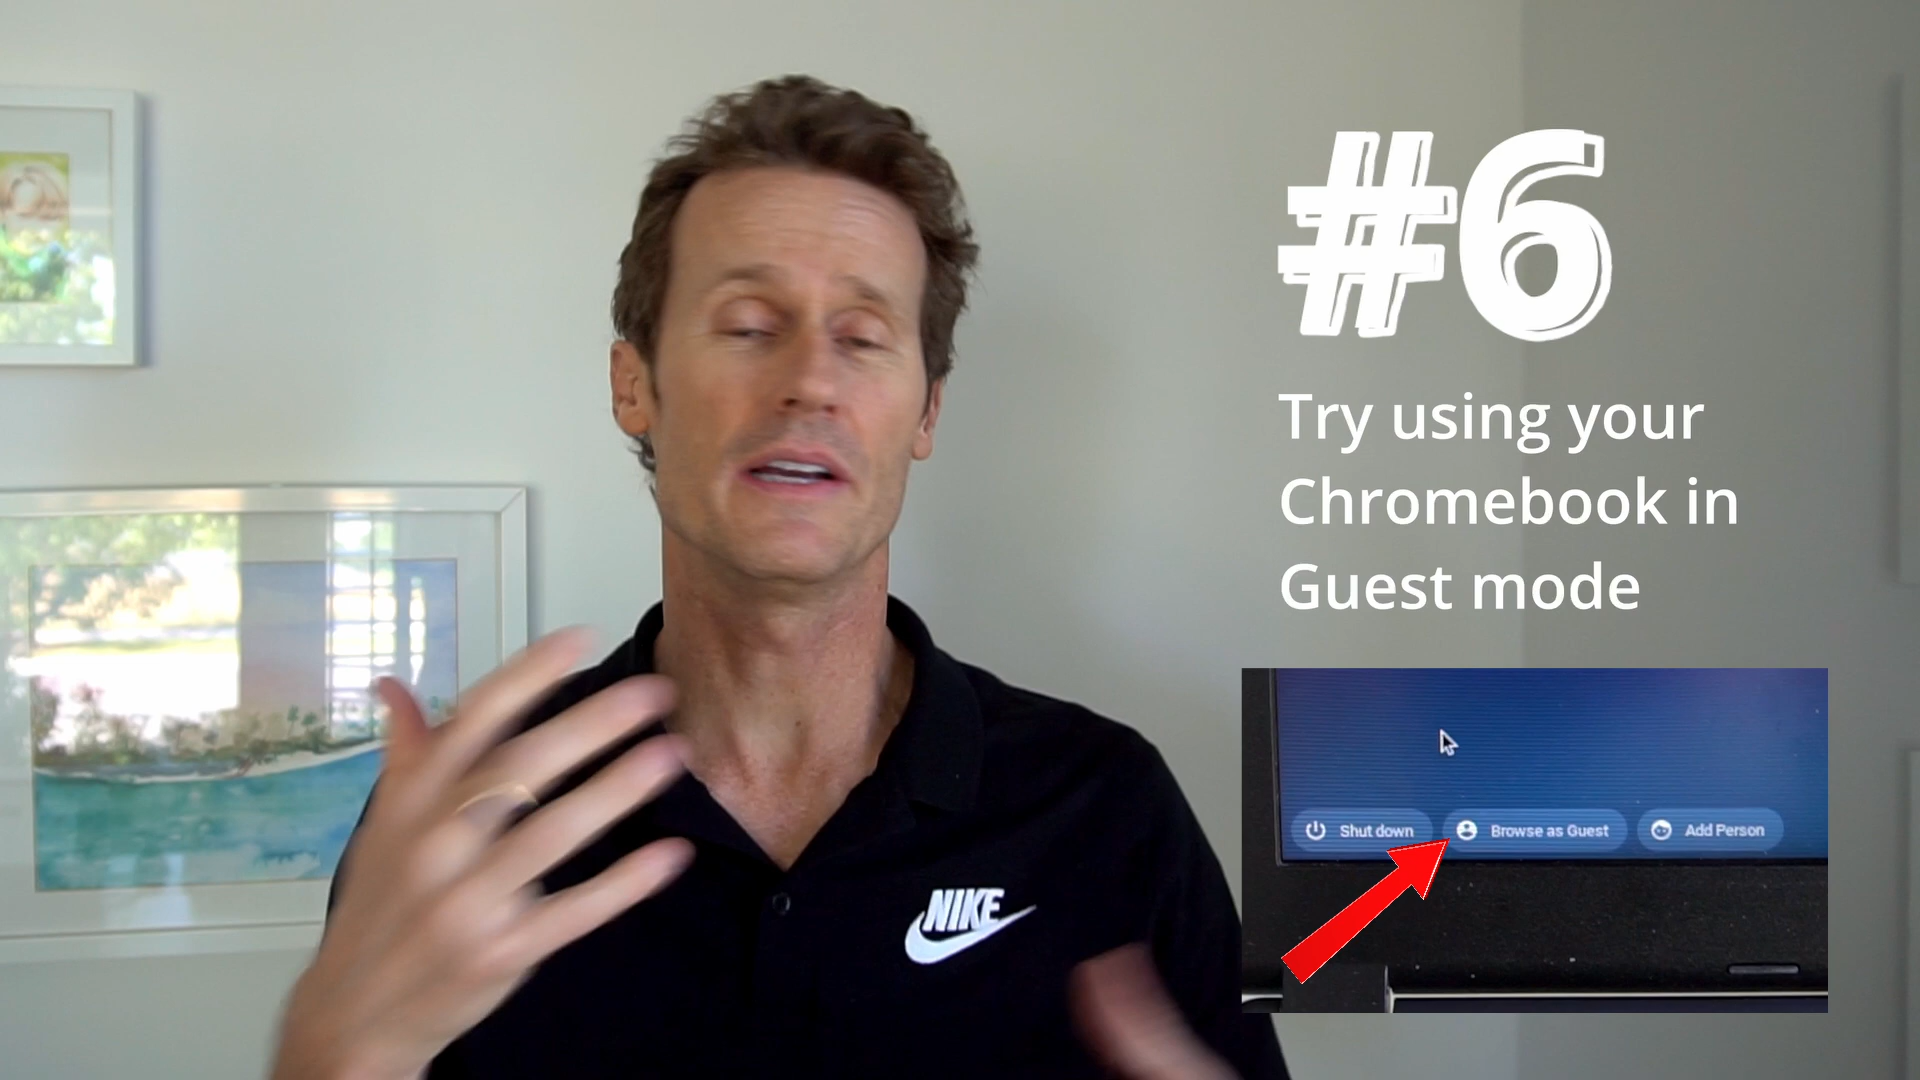 #6
Try using your
Chromebook in
Guest mode
Shut down
Browse as Guest
Add Person
NIKE